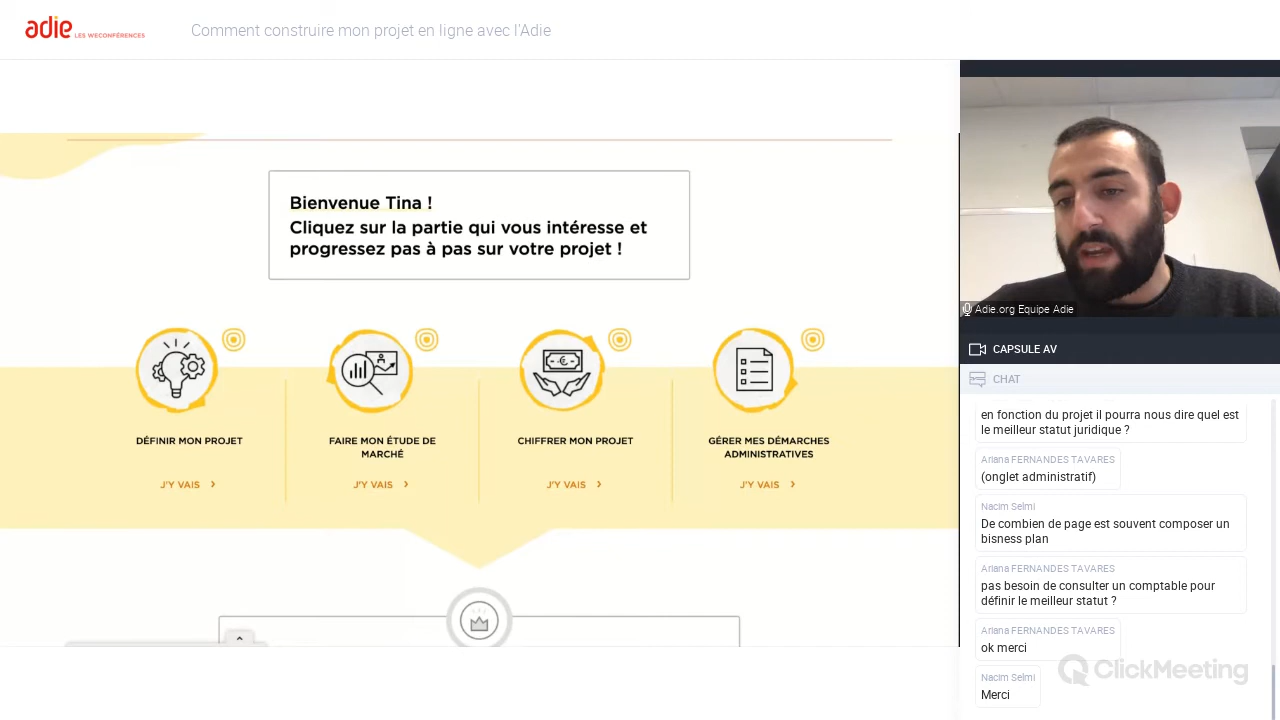 adie LES WECONFÉRENCES
Comment construire mon projet en ligne avec l'Adie
Bienvenue Tina !
Cliquez sur la partie qui vous intéresse et
progressez pas à pas sur votre projet !
DÉFINIR MON PROJET
J'Y VAIS >
FAIRE MON ÉTUDE DE
MARCHÉ
J'Y VAIS >
CHIFFRER MON PROJET
J'Y VAIS >
GÉRER MES DÉMARCHES
ADMINISTRATIVES
J'Y VAIS >
Adie.org Equipe Adie
CAPSULE AV
CHAT
en fonction du projet il pourra nous dire quel est
le meilleur statut juridique ?
Ariana FERNANDES TAVARES
(onglet administratif)
Nacim Selmi
De combien de page est souvent composer un
bisness plan
Ariana FERNANDES TAVARES
pas besoin de consulter un comptable pour
définir le meilleur statut ?
Ariana FERNANDES TAVARES
ok merci
Nacim Selmi
Merci
ClickMeeting